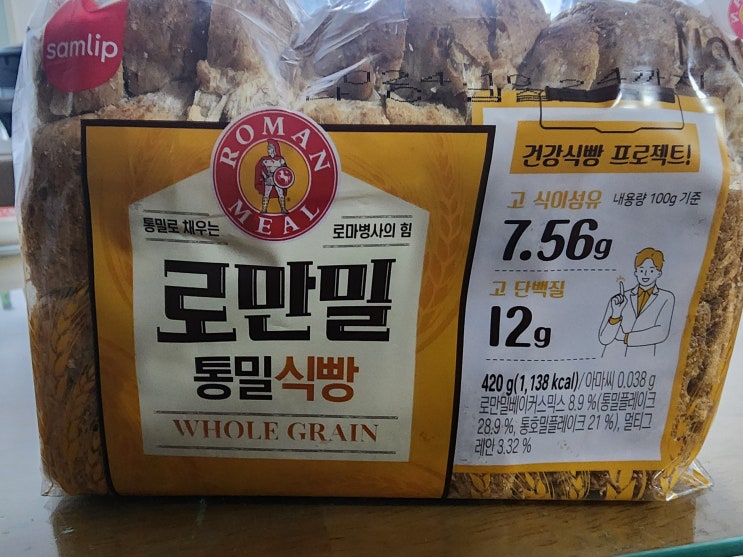 samlip
건강식빵 프로젝트!
ROMAN
MEAL
통밀로 채우는
로마병사의 힘
로만밀
통밀식빵
WHOLE GRAIN
고 식이섬유 내용량 100g 기준
7.56g
고 단백질
12g
420 g(1,138 kcal)/아마씨 0.038 g
로만밀베이커스믹스 8.9 %(통밀플레이크
28.9 %, 통호밀플레이크 21 %), 멀티그
레인 3.32 %